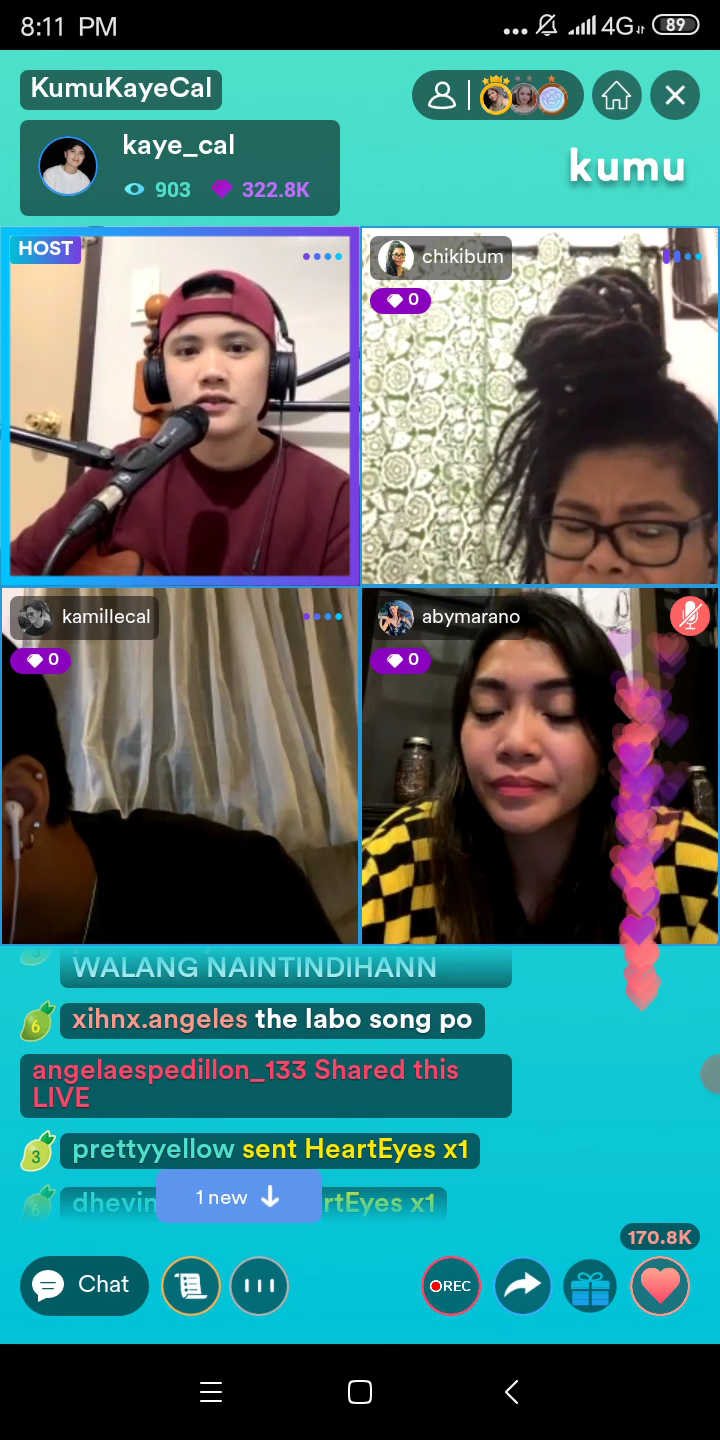 8:11 PM
4G
89
KumuKayeCal
kaye_cal
903 322.8K
kumu
HOST
chikibum
0
kamillecal
0
abymarano
0
WALANG NAINTINDIHANN
6 xihnx.angeles the labo song po
angelaespedillon_133 Shared this
LIVE
3 prettyyellow sent HeartEyes x1
6
1 new
x1
170.8K
Chat
REC